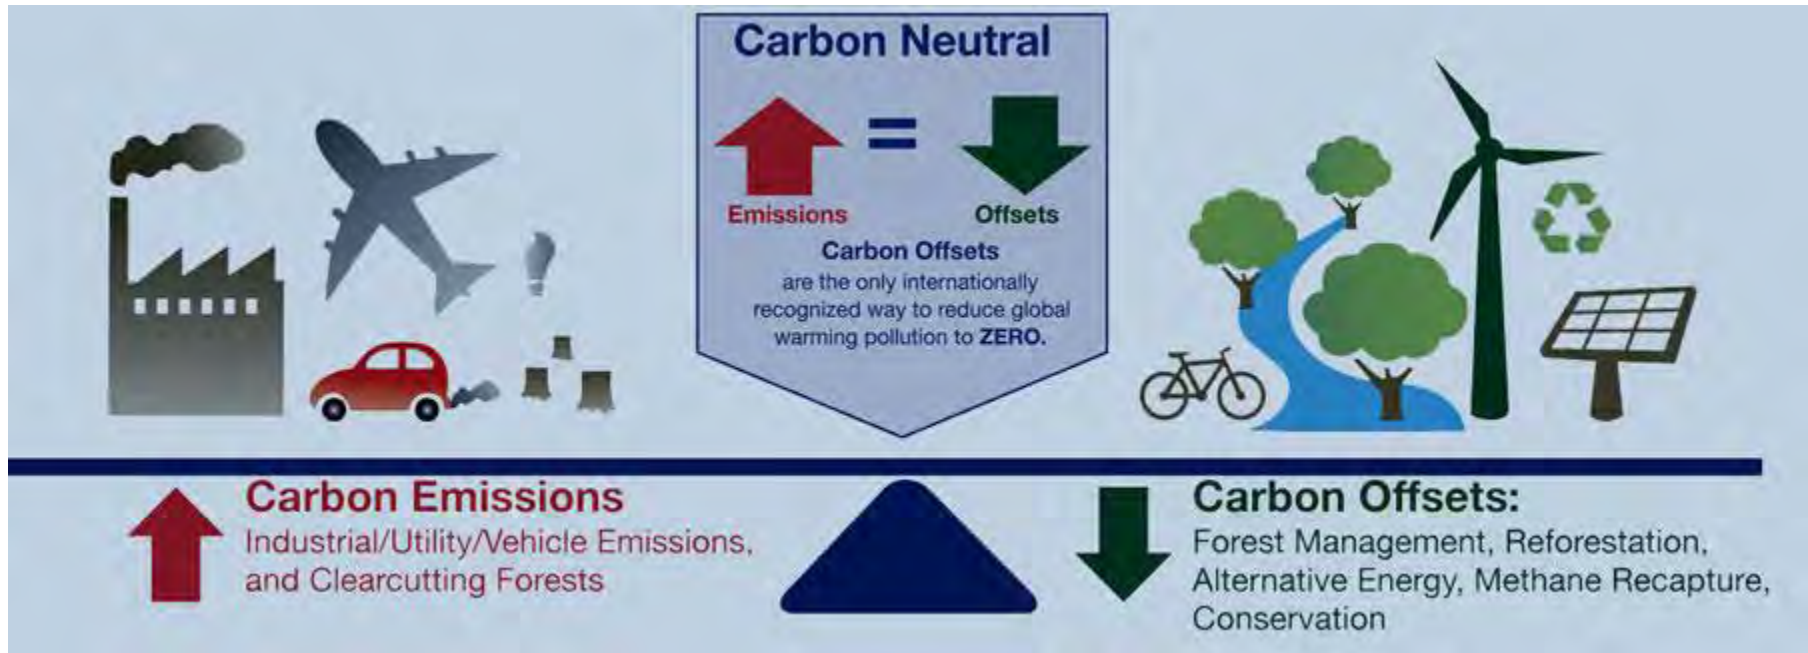 Carbon Neutral
=
Emissions
Offsets
Carbon Offsets
are the only internationally
recognized way to reduce global
warming pollution to ZERO.
Carbon Emissions
Industrial/Utility/Vehicle Emissions,
and Clearcutting Forests
Carbon Offsets:
Forest Management, Reforestation,
Alternative Energy, Methane Recapture,
Conservation